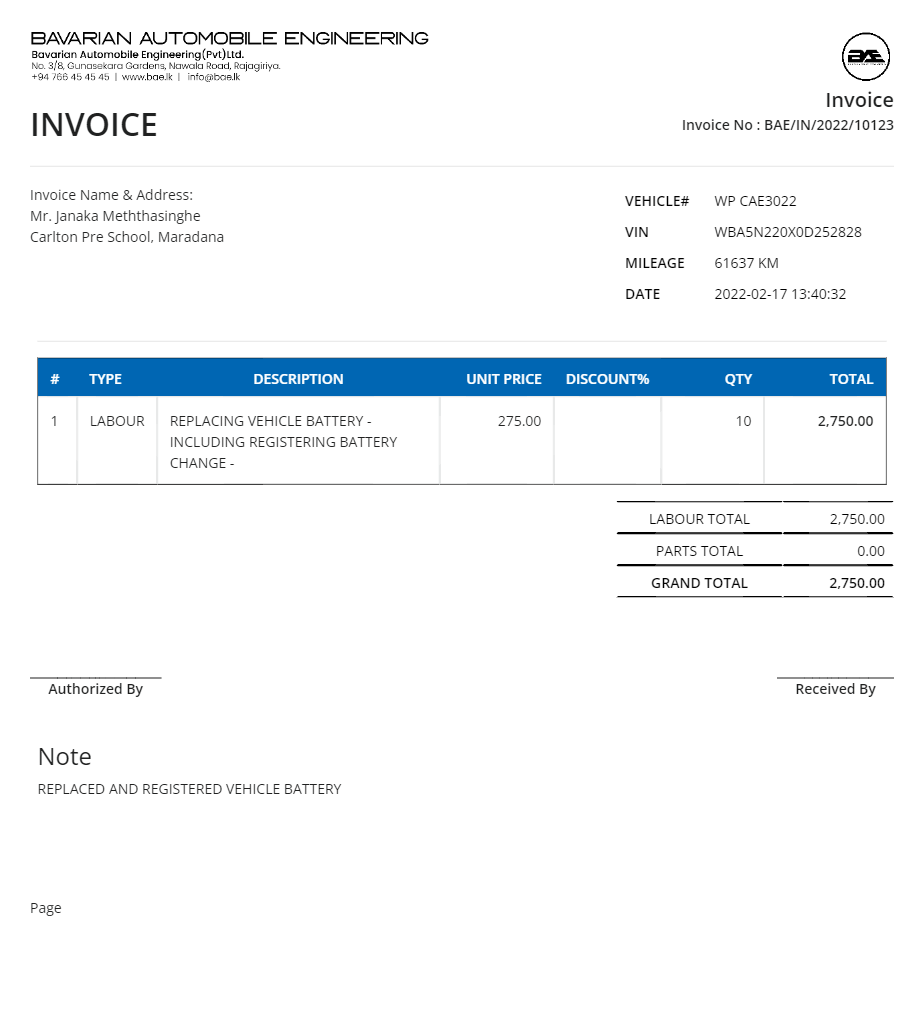 BAVARIAN AUTOMOBILE ENGINEERING
Bavarian Automobile Engineering(Pvt)Ltd.
No. 3/8, Gunasekara Gardens, Nawala Road, Rajagiriya.
+94 766 45 45 45 | www.bae.lk | info@bae.lk
BAE
Invoice
INVOICE
Invoice No : BAE/IN/2022/10123
Invoice Name & Address:
Mr. Janaka Meththasinghe
Carlton Pre School, Maradana
VEHICLE# WP CAE3022
VIN WBA5N220X0D252828
MILEAGE 61637 KM
DATE 2022-02-17 13:40:32
# TYPE DESCRIPTION UNIT PRICE DISCOUNT% QTY TOTAL
1 LABOUR REPLACING VEHICLE BATTERY - 275.00 10 2,750.00
INCLUDING REGISTERING BATTERY
CHANGE -
LABOUR TOTAL 2,750.00
PARTS TOTAL 0.00
GRAND TOTAL 2,750.00
Authorized By Received By
Note
REPLACED AND REGISTERED VEHICLE BATTERY
Page